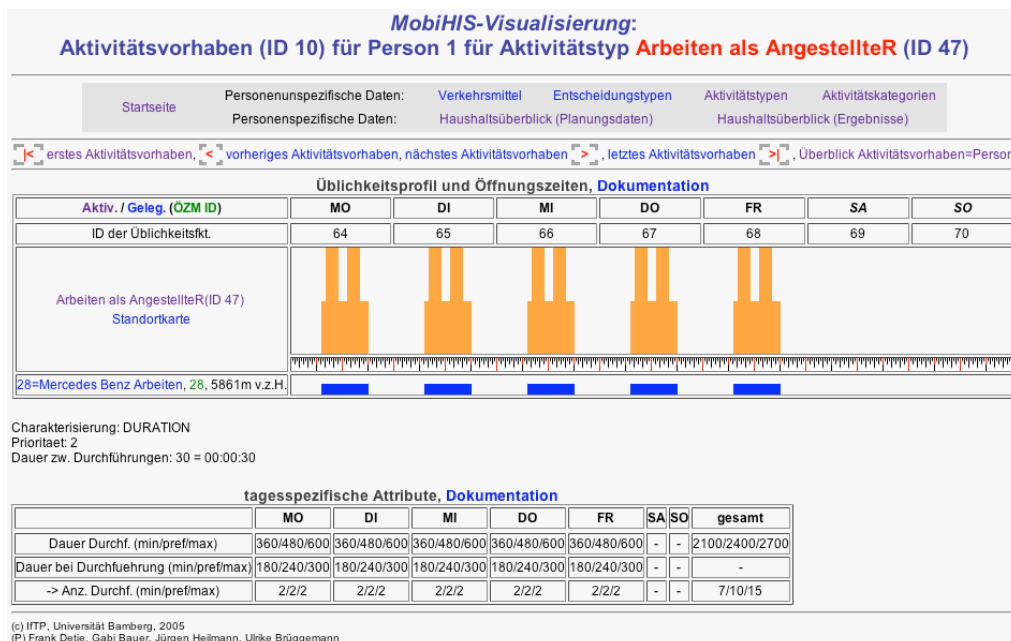 MobiHIS-Visualisierung:
Aktivitätsvorhaben (ID 10) für Person 1 für Aktivitätstyp Arbeiten als AngestellteR (ID 47)
Startseite
Personenunspezifische Daten: Verkehrsmittel Entscheidungstypen Aktivitätstypen Aktivitätskategorien
Personenspezifische Daten: Haushaltsüberblick (Planungsdaten) Haushaltsüberblick (Ergebnisse)
|< erstes Aktivitätsvorhaben, < vorheriges Aktivitätsvorhaben, nächstes Aktivitätsvorhaben > , letztes Aktivitätsvorhaben >| , Überblick Aktivitätsvorhaben=Person
Üblichkeitsprofil und Öffnungszeiten, Dokumentation
Aktiv. / Geleg. (ÖZM ID) MO DI MI DO FR SA SO
ID der Üblichkeitsfkt. 64 65 66 67 68 69 70
Arbeiten als AngestellteR(ID 47)
Standortkarte
28=Mercedes Benz Arbeiten, 28, 5861m v.z.H.
Charakterisierung: DURATION
Prioritaet: 2
Dauer zw. Durchführungen: 30 = 00:00:30
tagesspezifische Attribute, Dokumentation
MO DI MI DO FR SA SO gesamt
Dauer Durchf. (min/pref/max) 360/480/600 360/480/600 360/480/600 360/480/600 360/480/600 - - 2100/2400/2700
Dauer bei Durchfuehrung (min/pref/max) 180/240/300 180/240/300 180/240/300 180/240/300 180/240/300 - - -
-> Anz. Durchf. (min/pref/max) 2/2/2 2/2/2 2/2/2 2/2/2 2/2/2 - - 7/10/15
(c) IfTP, Universität Bamberg, 2005
(P) Frank Detje, Gabi Bauer, Jürgen Heilmann, Ulrike Brüggemann